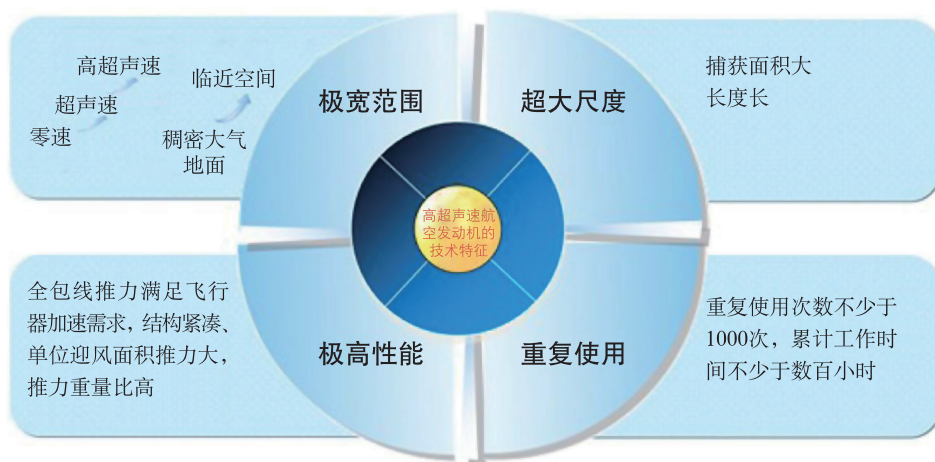 高超声速
超声速
零速
临近空间
稠密大气
地面
极宽范围
超大尺度
捕获面积大
长度长
高超声速航
空发动机的
技术特征
全包线推力满足飞行
器加速需求，结构紧凑、
单位迎风面积推力大，
推力重量比高
极高性能
重复使用
重复使用次数不少于
1000次，累计工作时
间不少于数百小时